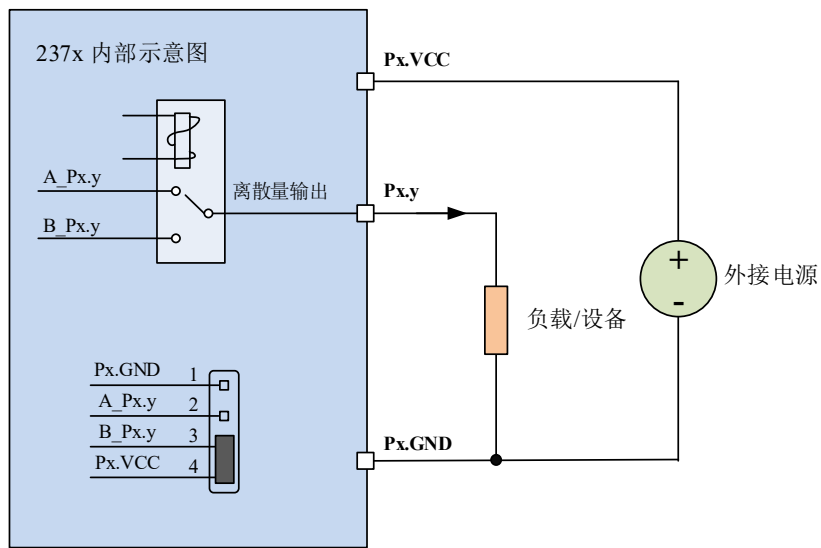 237x 内部示意图
Px.VCC
A_Px.y
离散量输出
Px.y
B_Px.y
+
-
外接电源
负载/设备
Px.GND 1
A_Px.y 2
B_Px.y 3
Px.VCC 4
Px.GND